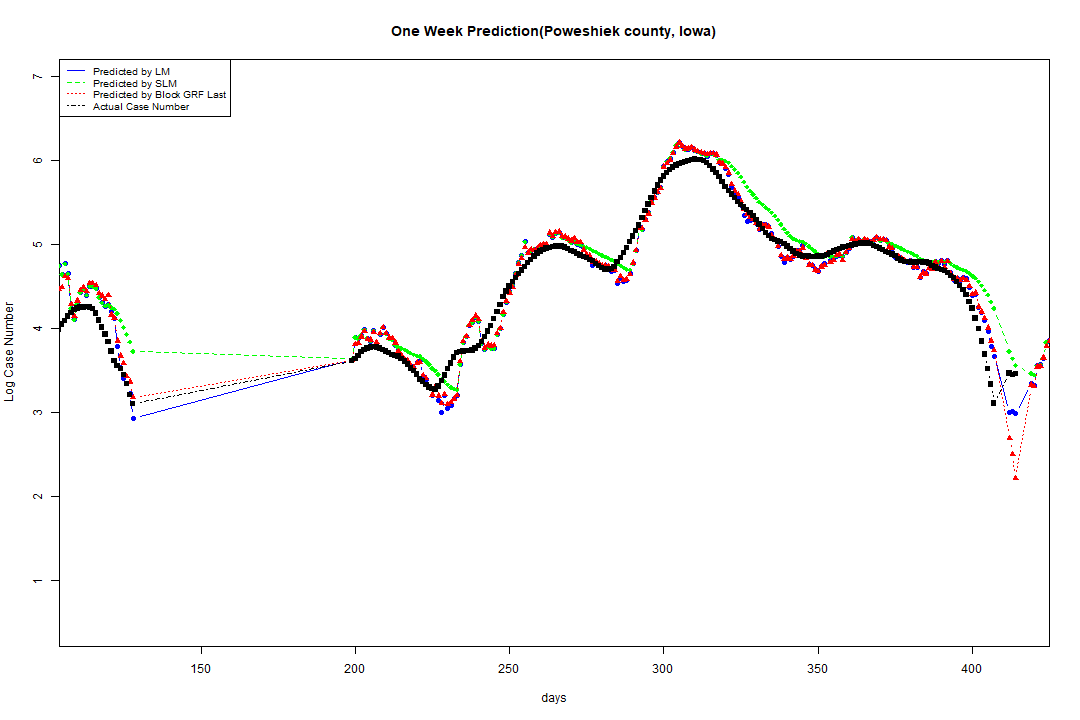 One Week Prediction(Poweshiek county, Iowa)
Predicted by LM
Predicted by SLM
Predicted by Block GRF Last
Actual Case Number
7
6
5
4
3
2
1
Log Case Number
150
200
250
300
350
400
days